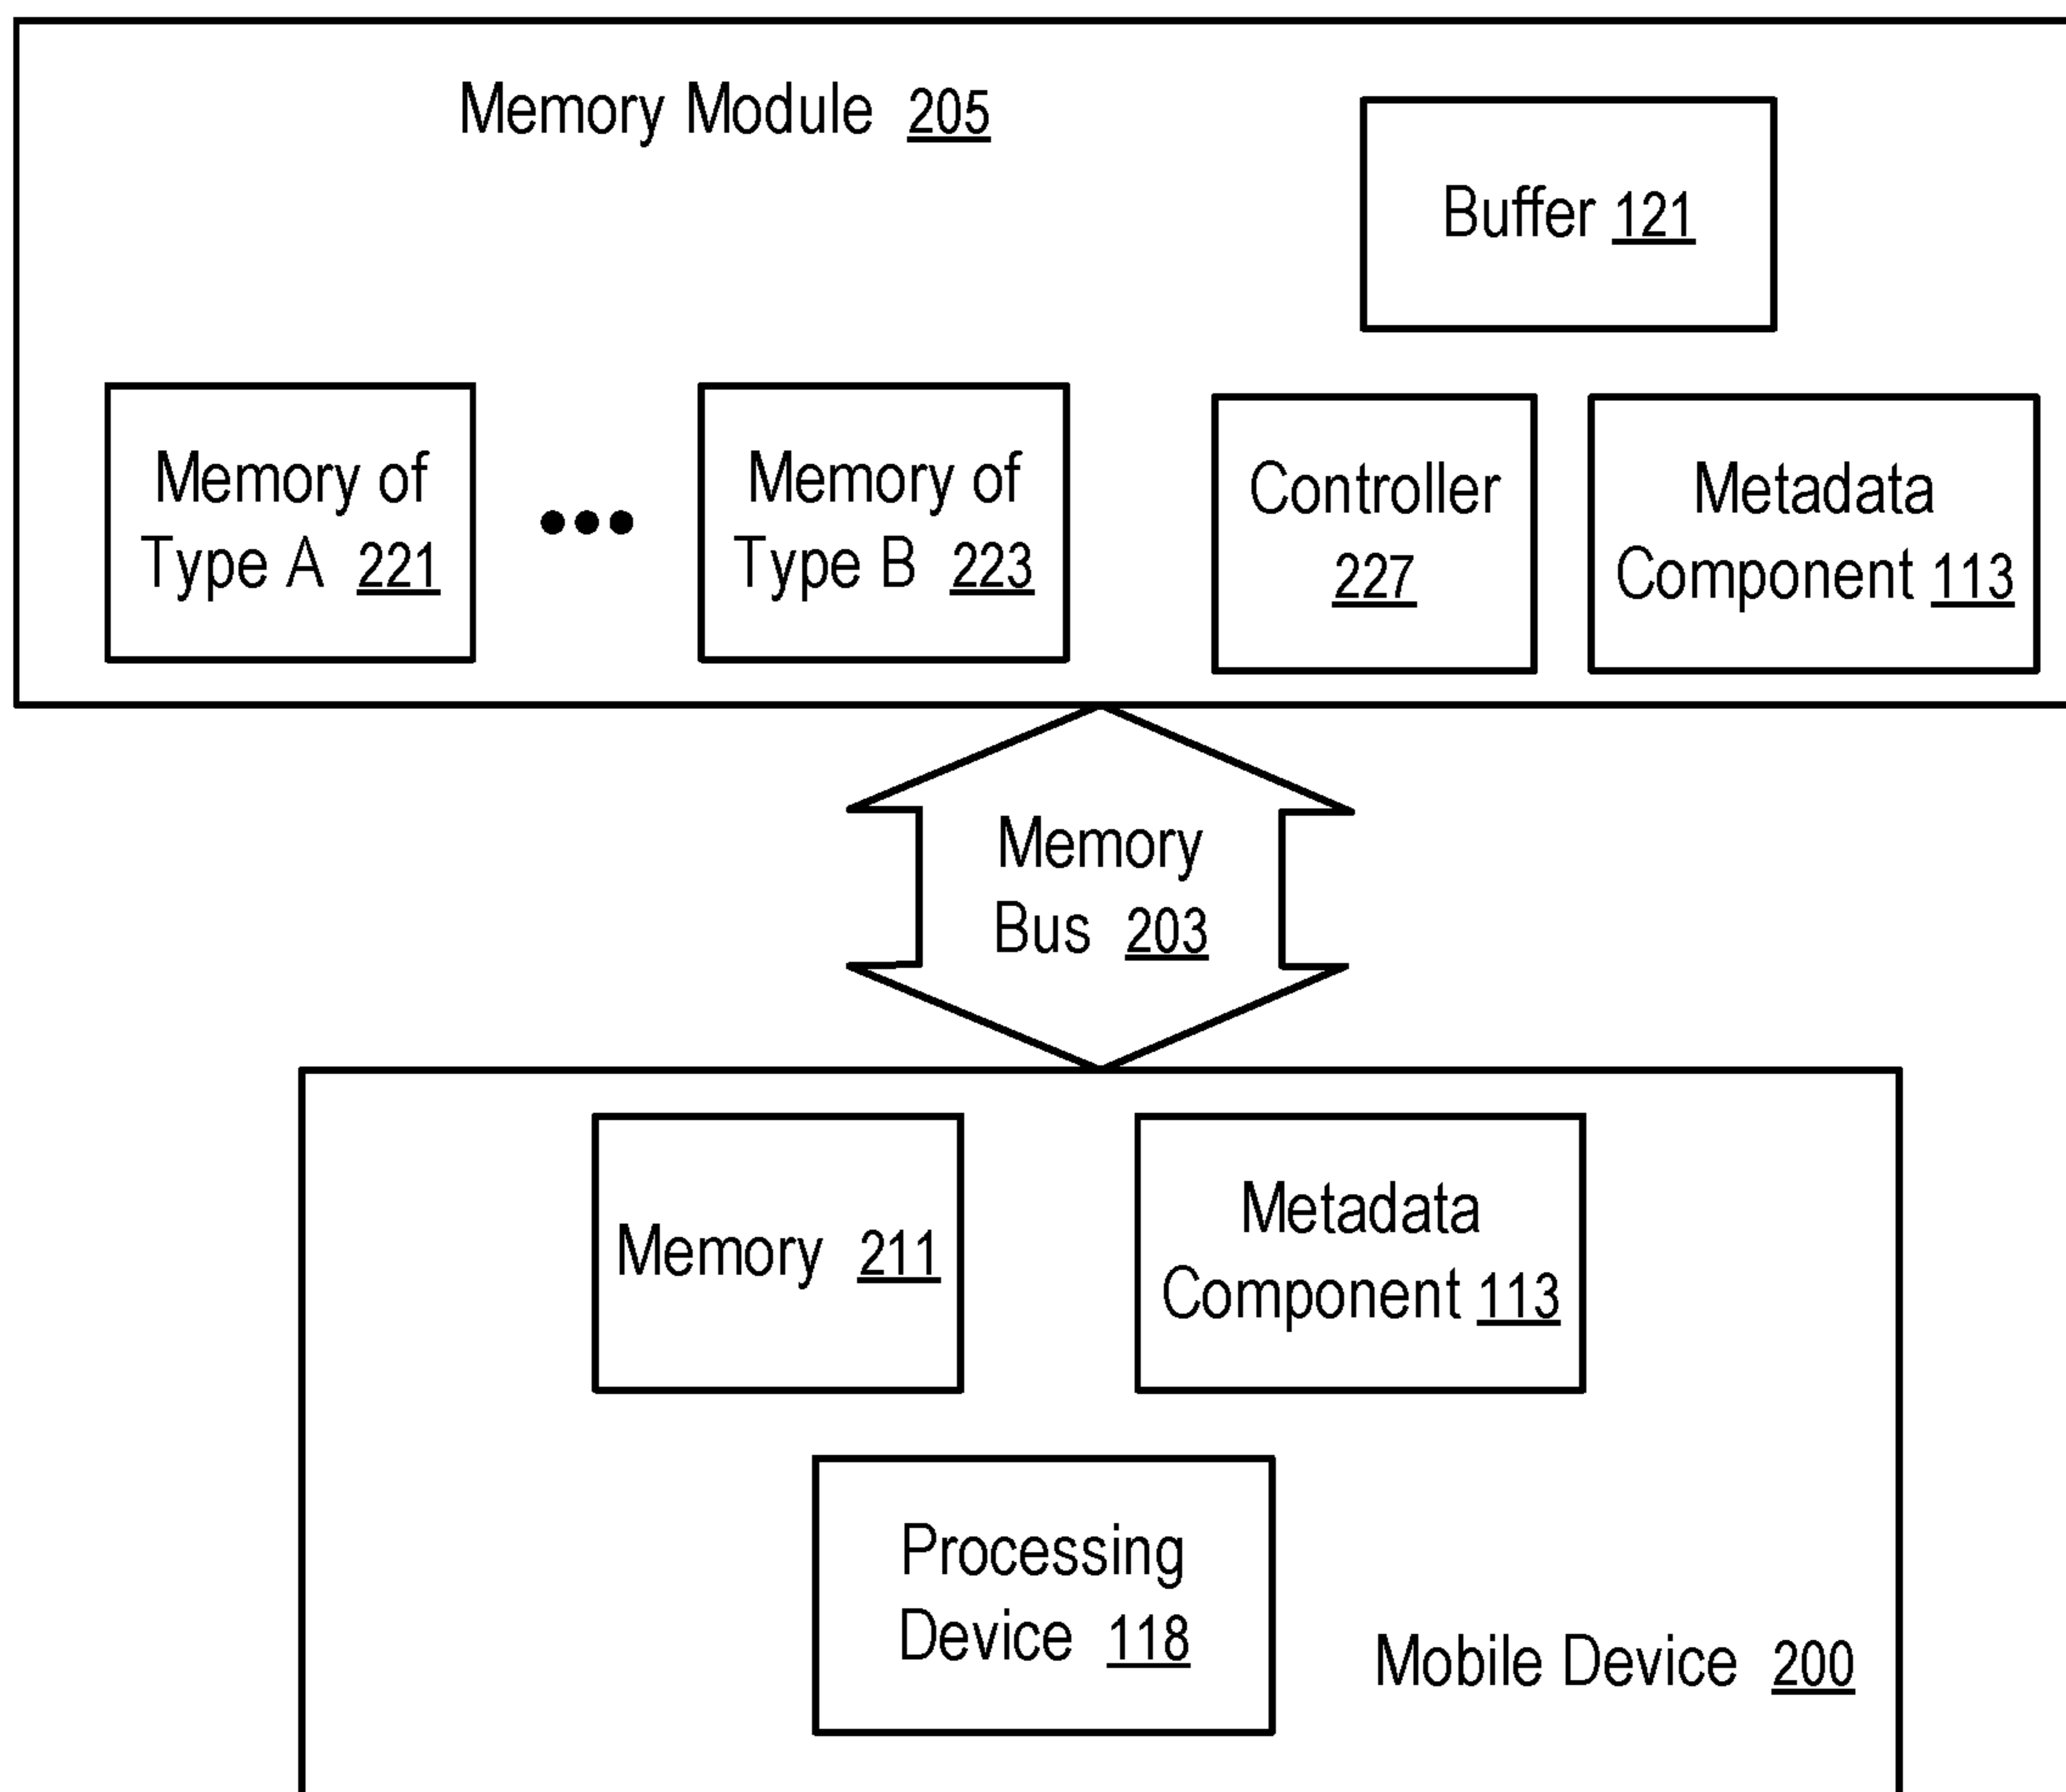 Memory Module 205
Buffer 121
Memory of
Type A 221
•••
Memory of
Type B 223
Controller
227
Metadata
Component 113
Memory
Bus 203
Memory 211
Metadata
Component 113
Processing
Device 118
Mobile Device 200